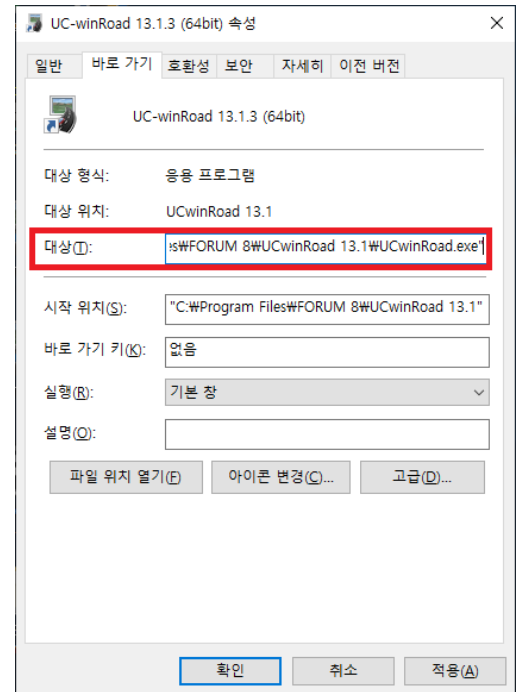 UC-winRoad 13.1.3 (64bit) 속성
일반 바로 가기 호환성 보안 자세히 이전 버전
UC-winRoad 13.1.3 (64bit)
대상 형식: 응용 프로그램
대상 위치: UCwinRoad 13.1
대상(T): s₩FORUM 8₩UCwinRoad 13.1₩UCwinRoad.exe"
시작 위치(S): "C:₩Program Files₩FORUM 8₩UCwinRoad 13.1"
바로 가기 키(K): 없음
실행(R): 기본 창
설명(O):
파일 위치 열기(F) 아이콘 변경(C)... 고급(D)...
확인 취소 적용(A)